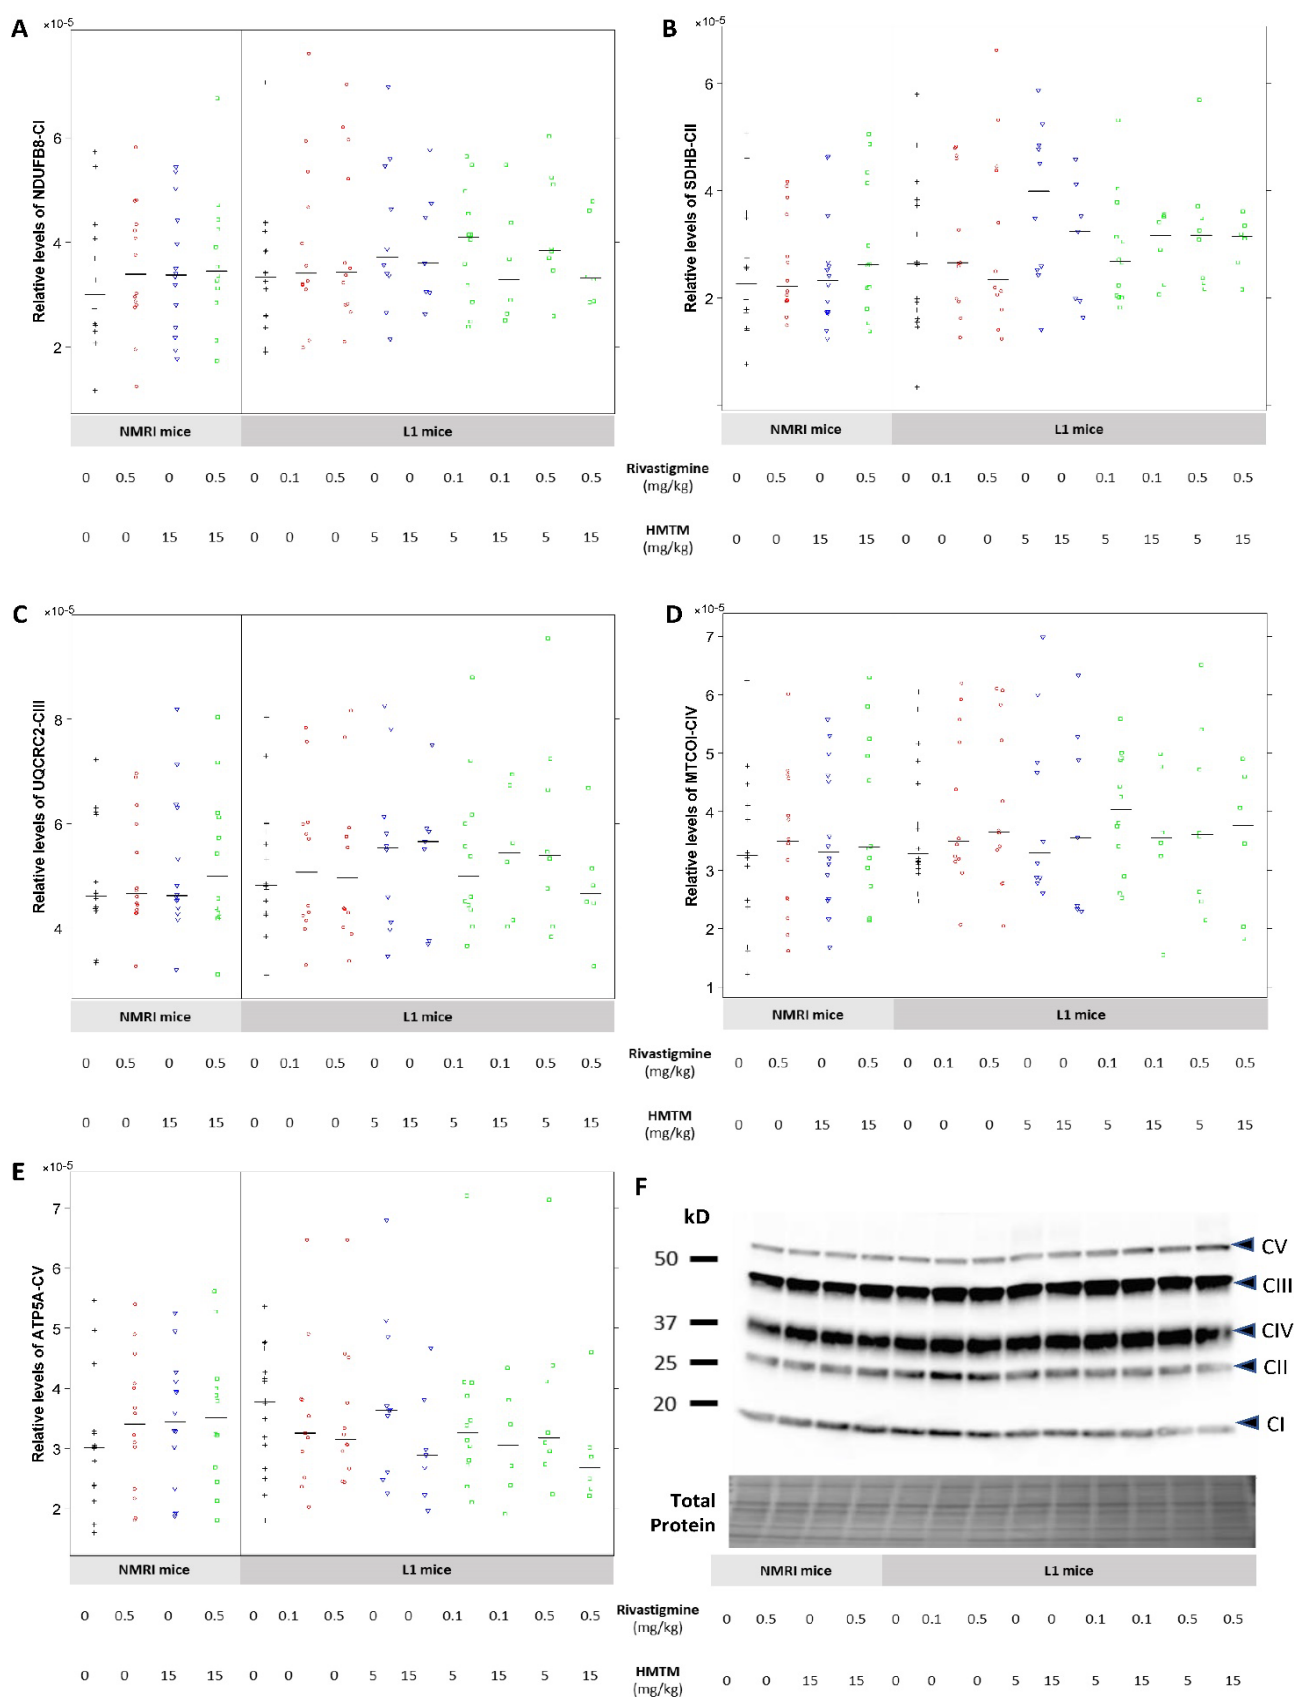 A
×10-5
Relative levels of NDUFB8-CI
6
4
2
NMRI mice
L1 mice
0 0.5 0 0.5 0 0.1 0.5 0 0 0.1 0.1 0.5 0.5
0 0 15 15 0 0 0 5 15 5 15 5 15
B
×10-5
Relative levels of SDHB-CII
6
4
2
NMRI mice
L1 mice
Rivastigmine
(mg/kg)
0 0.5 0 0.5 0 0.1 0.5 0 0 0.1 0.1 0.5 0.5
HMTM
(mg/kg)
0 0 15 15 0 0 0 5 15 5 15 5 15
C
×10-5
Relative levels of UQCRC2-CIII
8
6
4
NMRI mice
L1 mice
0 0.5 0 0.5 0 0.1 0.5 0 0 0.1 0.1 0.5 0.5
0 0 15 15 0 0 0 5 15 5 15 5 15
D
×10-5
Relative levels of MTCOI-CIV
7
6
5
4
3
2
1
NMRI mice
L1 mice
Rivastigmine
(mg/kg)
0 0.5 0 0.5 0 0.1 0.5 0 0 0.1 0.1 0.5 0.5
HMTM
(mg/kg)
0 0 15 15 0 0 0 5 15 5 15 5 15
E
×10-5
Relative levels of ATP5A-CV
7
6
5
4
3
2
NMRI mice
L1 mice
0 0.5 0 0.5 0 0.1 0.5 0 0 0.1 0.1 0.5 0.5
0 0 15 15 0 0 0 5 15 5 15 5 15
F
kD
50
37
25
20
CV
CIII
CIV
CII
CI
Total
Protein
NMRI mice
L1 mice
Rivastigmine
(mg/kg)
0 0.5 0 0.5 0 0.1 0.5 0 0 0.1 0.1 0.5 0.5
HMTM
(mg/kg)
0 0 15 15 0 0 0 5 15 5 15 5 15